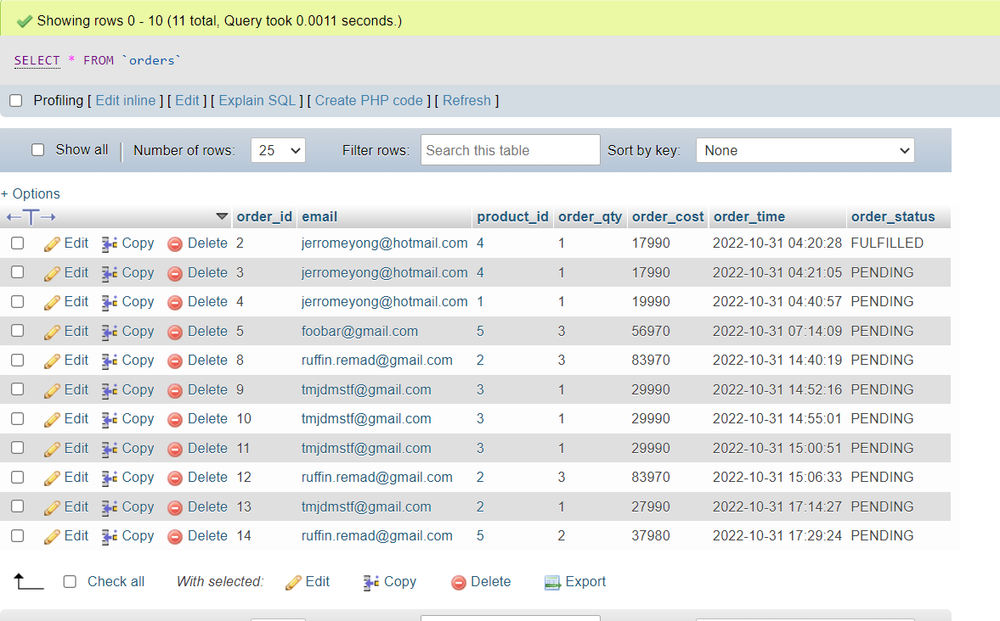 Showing rows 0 - 10 (11 total, Query took 0.0011 seconds.)
SELECT * FROM `orders`
Profiling [ Edit inline ] [ Edit ] [ Explain SQL ] [ Create PHP code ] [ Refresh ]
Show all | Number of rows: 25 Filter rows: Search this table Sort by key: None
+ Options
←T→ order_id email product_id order_qty order_cost order_time order_status
Edit Copy Delete 2 jerromeyong@hotmail.com 4 1 17990 2022-10-31 04:20:28 FULFILLED
Edit Copy Delete 3 jerromeyong@hotmail.com 4 1 17990 2022-10-31 04:21:05 PENDING
Edit Copy Delete 4 jerromeyong@hotmail.com 1 1 19990 2022-10-31 04:40:57 PENDING
Edit Copy Delete 5 foobar@gmail.com 5 3 56970 2022-10-31 07:14:09 PENDING
Edit Copy Delete 8 ruffin.remad@gmail.com 2 3 83970 2022-10-31 14:40:19 PENDING
Edit Copy Delete 9 tmjdmstf@gmail.com 3 1 29990 2022-10-31 14:52:16 PENDING
Edit Copy Delete 10 tmjdmstf@gmail.com 3 1 29990 2022-10-31 14:55:01 PENDING
Edit Copy Delete 11 tmjdmstf@gmail.com 3 1 29990 2022-10-31 15:00:51 PENDING
Edit Copy Delete 12 ruffin.remad@gmail.com 2 3 83970 2022-10-31 15:06:33 PENDING
Edit Copy Delete 13 tmjdmstf@gmail.com 2 1 27990 2022-10-31 17:14:27 PENDING
Edit Copy Delete 14 ruffin.remad@gmail.com 5 2 37980 2022-10-31 17:29:24 PENDING
Check all With selected: Edit Copy Delete Export